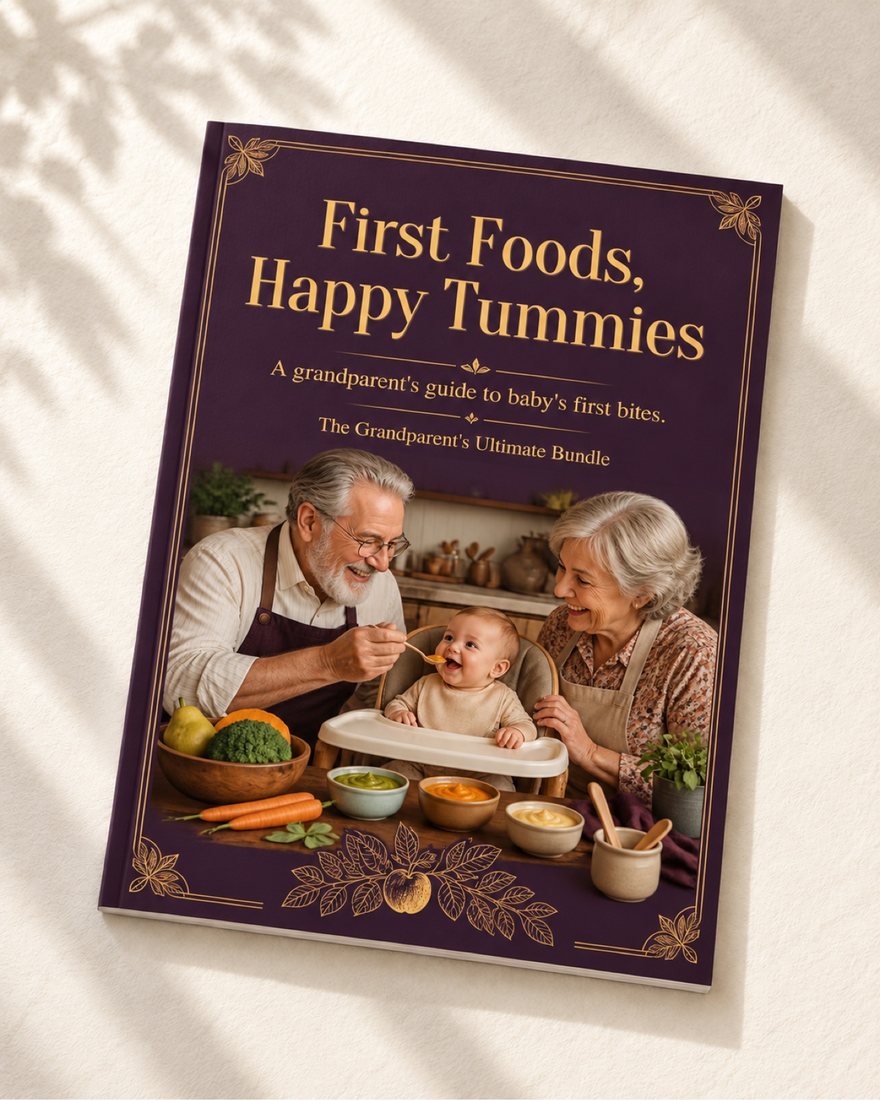 First Foods,
Happy Tummies
A grandparent's guide to baby's first bites.
The Grandparent's Ultimate Bundle